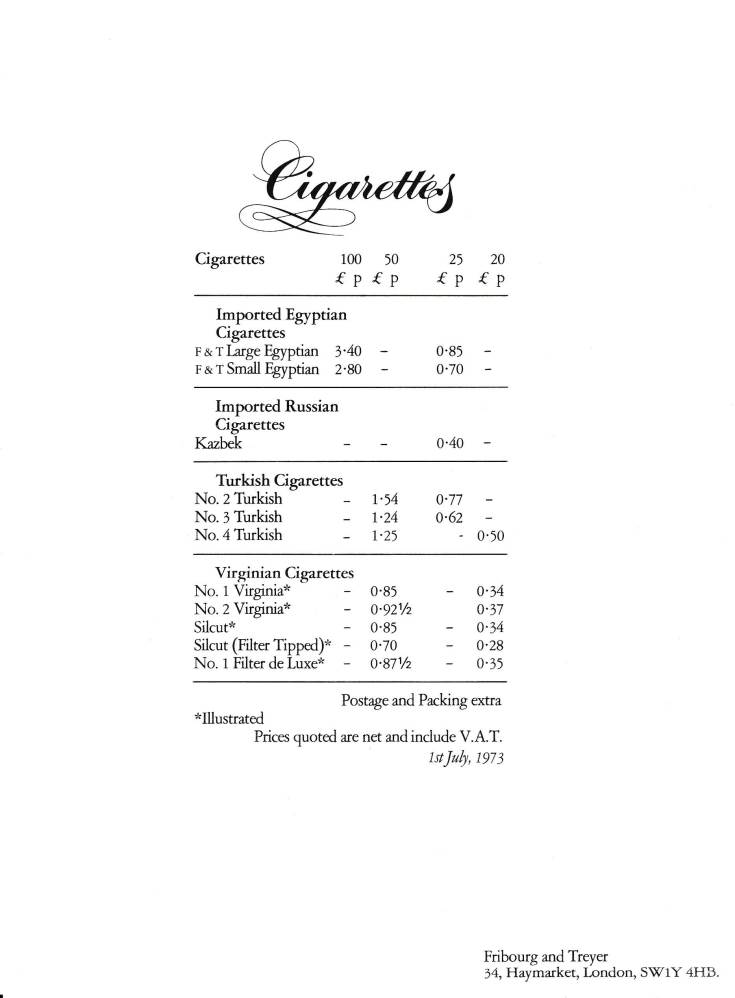 Cigarettes
Cigarettes 100 50 25 20
£ p £ p £ p £ p
Imported Egyptian
Cigarettes
F & T Large Egyptian 3·40 – 0·85 –
F & T Small Egyptian 2·80 – 0·70 –
Imported Russian
Cigarettes
Kazbek – – 0·40 –
Turkish Cigarettes
No. 2 Turkish – 1·54 0·77 –
No. 3 Turkish – 1·24 0·62 –
No. 4 Turkish – 1·25 - 0·50
Virginian Cigarettes
No. 1 Virginia* – 0·85 – 0·34
No. 2 Virginia* – 0·92½ 0·37
Silcut* – 0·85 – 0·34
Silcut (Filter Tipped)* – 0·70 – 0·28
No. 1 Filter de Luxe* – 0·87½ – 0·35
Postage and Packing extra
*Illustrated
Prices quoted are net and include V.A.T.
1st July, 1973
Fribourg and Treyer
34, Haymarket, London, SW1Y 4HB.